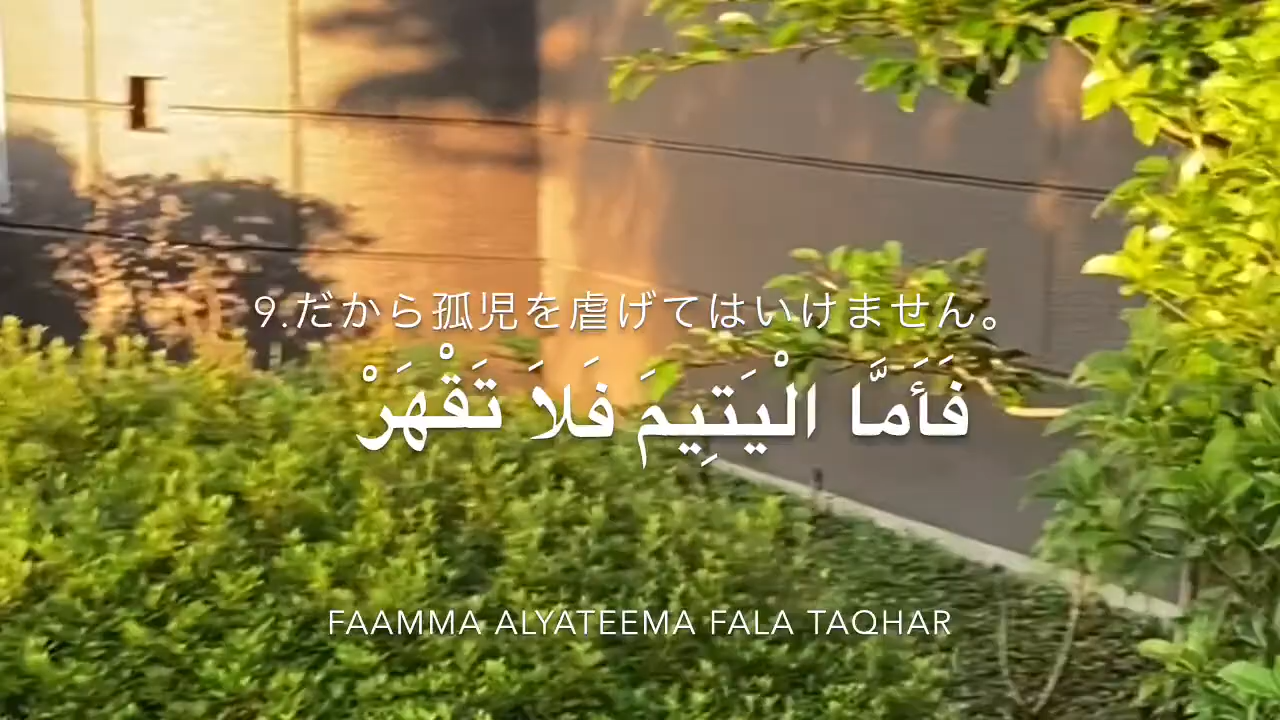 9.だから孤児を虐げてはいけません。
فَأَمَّا الْيَتِيمَ فَلاَ تَقْهَرْ
FAAMMA ALYATEEMA FALA TAQHAR